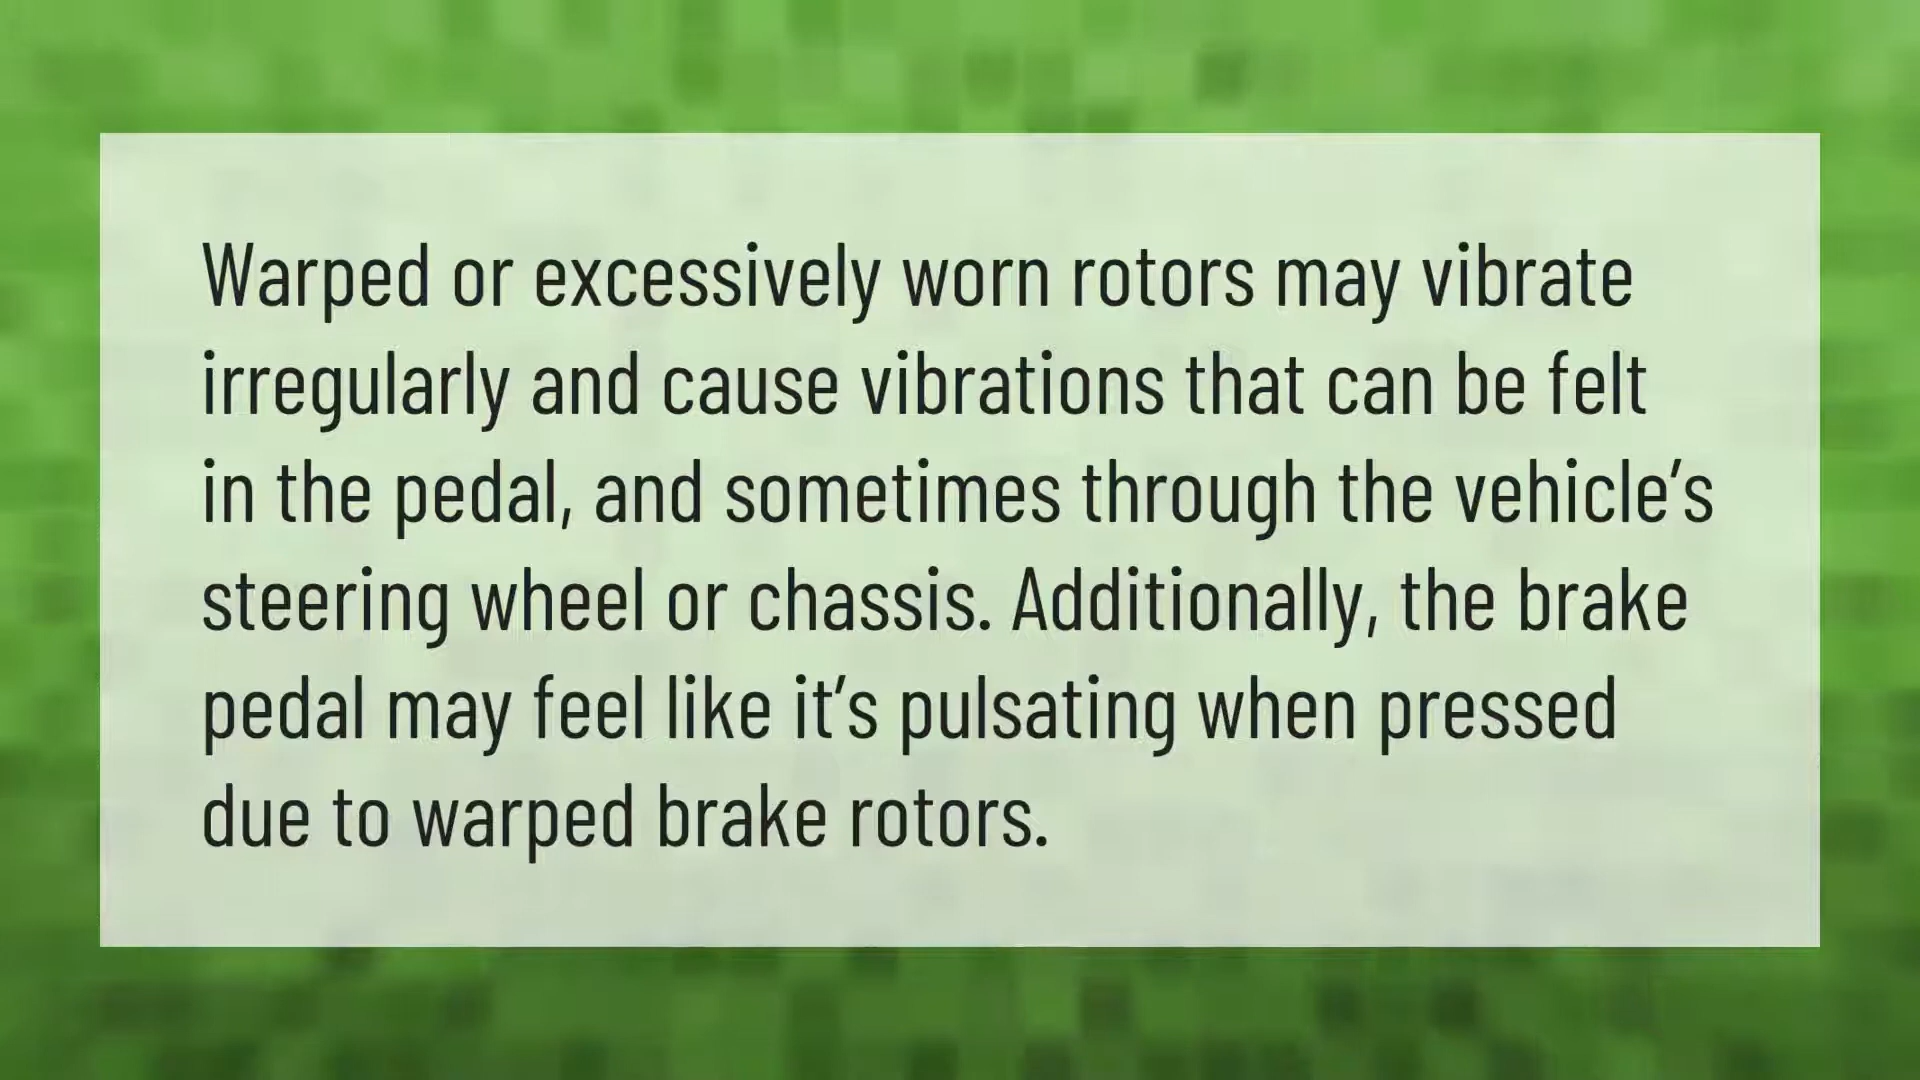 Warped or excessively worn rotors may vibrate
irregularly and cause vibrations that can be felt
in the pedal, and sometimes through the vehicle’s
steering wheel or chassis. Additionally, the brake
pedal may feel like it’s pulsating when pressed
due to warped brake rotors.